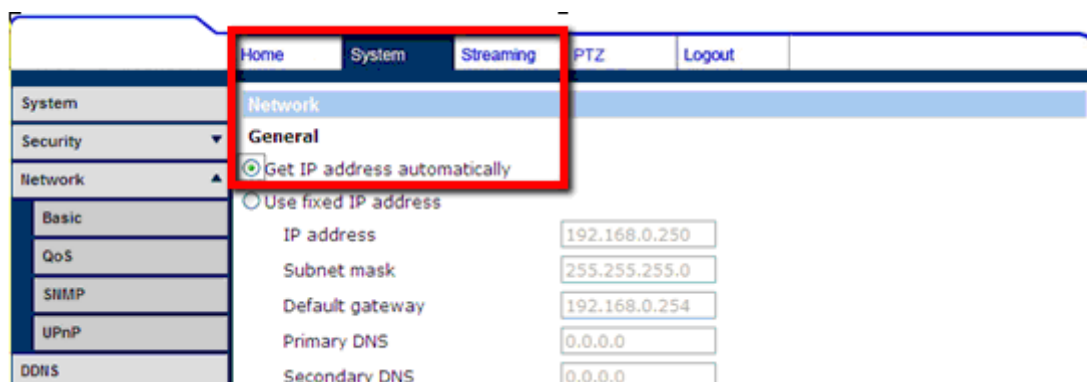 Home System Streaming PTZ Logout
System
Network
Security
General
Get IP address automatically
Network
Use fixed IP address
Basic
IP address 192.168.0.250
QoS
Subnet mask 255.255.255.0
SNMP
Default gateway 192.168.0.254
UPnP
Primary DNS 0.0.0.0
DDNS
Secondary DNS 0.0.0.0